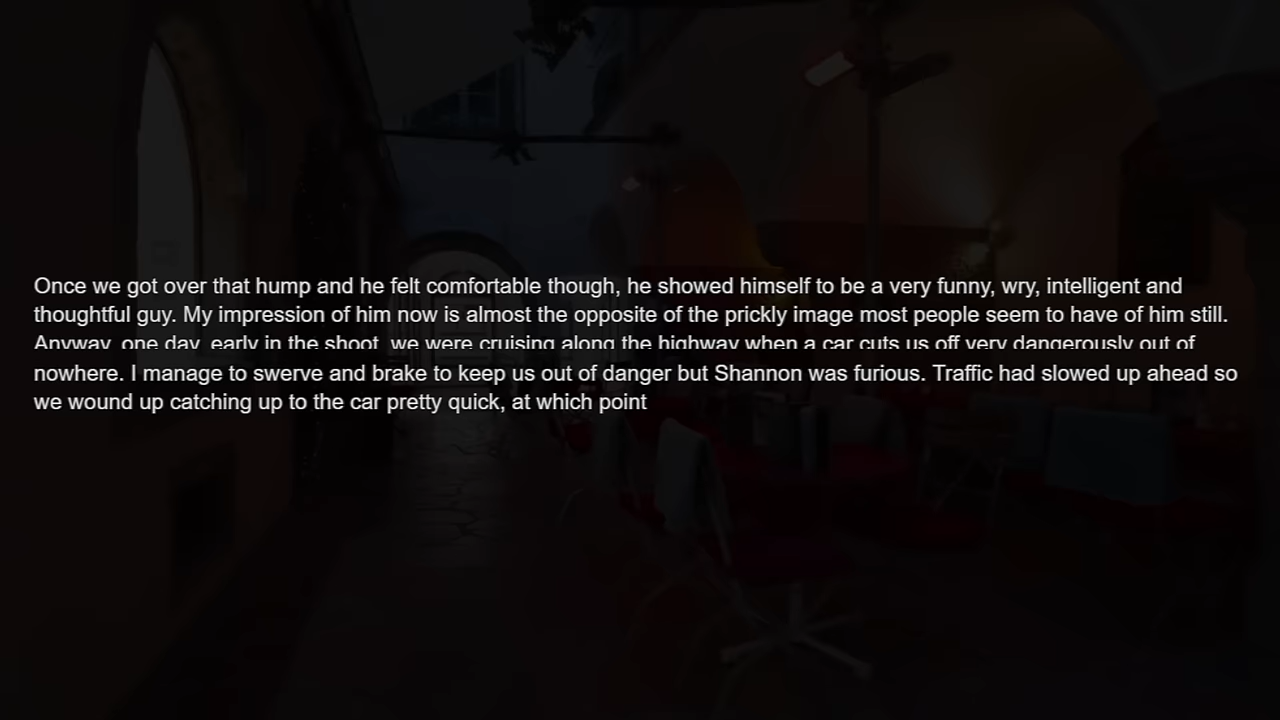 Once we got over that hump and he felt comfortable though, he showed himself to be a very funny, wry, intelligent and
thoughtful guy. My impression of him now is almost the opposite of the prickly image most people seem to have of him still.
Anyway, one day, early in the shoot, we were cruising along the highway when a car cuts us off very dangerously out of
nowhere. I manage to swerve and brake to keep us out of danger but Shannon was furious. Traffic had slowed up ahead so
we wound up catching up to the car pretty quick, at which point